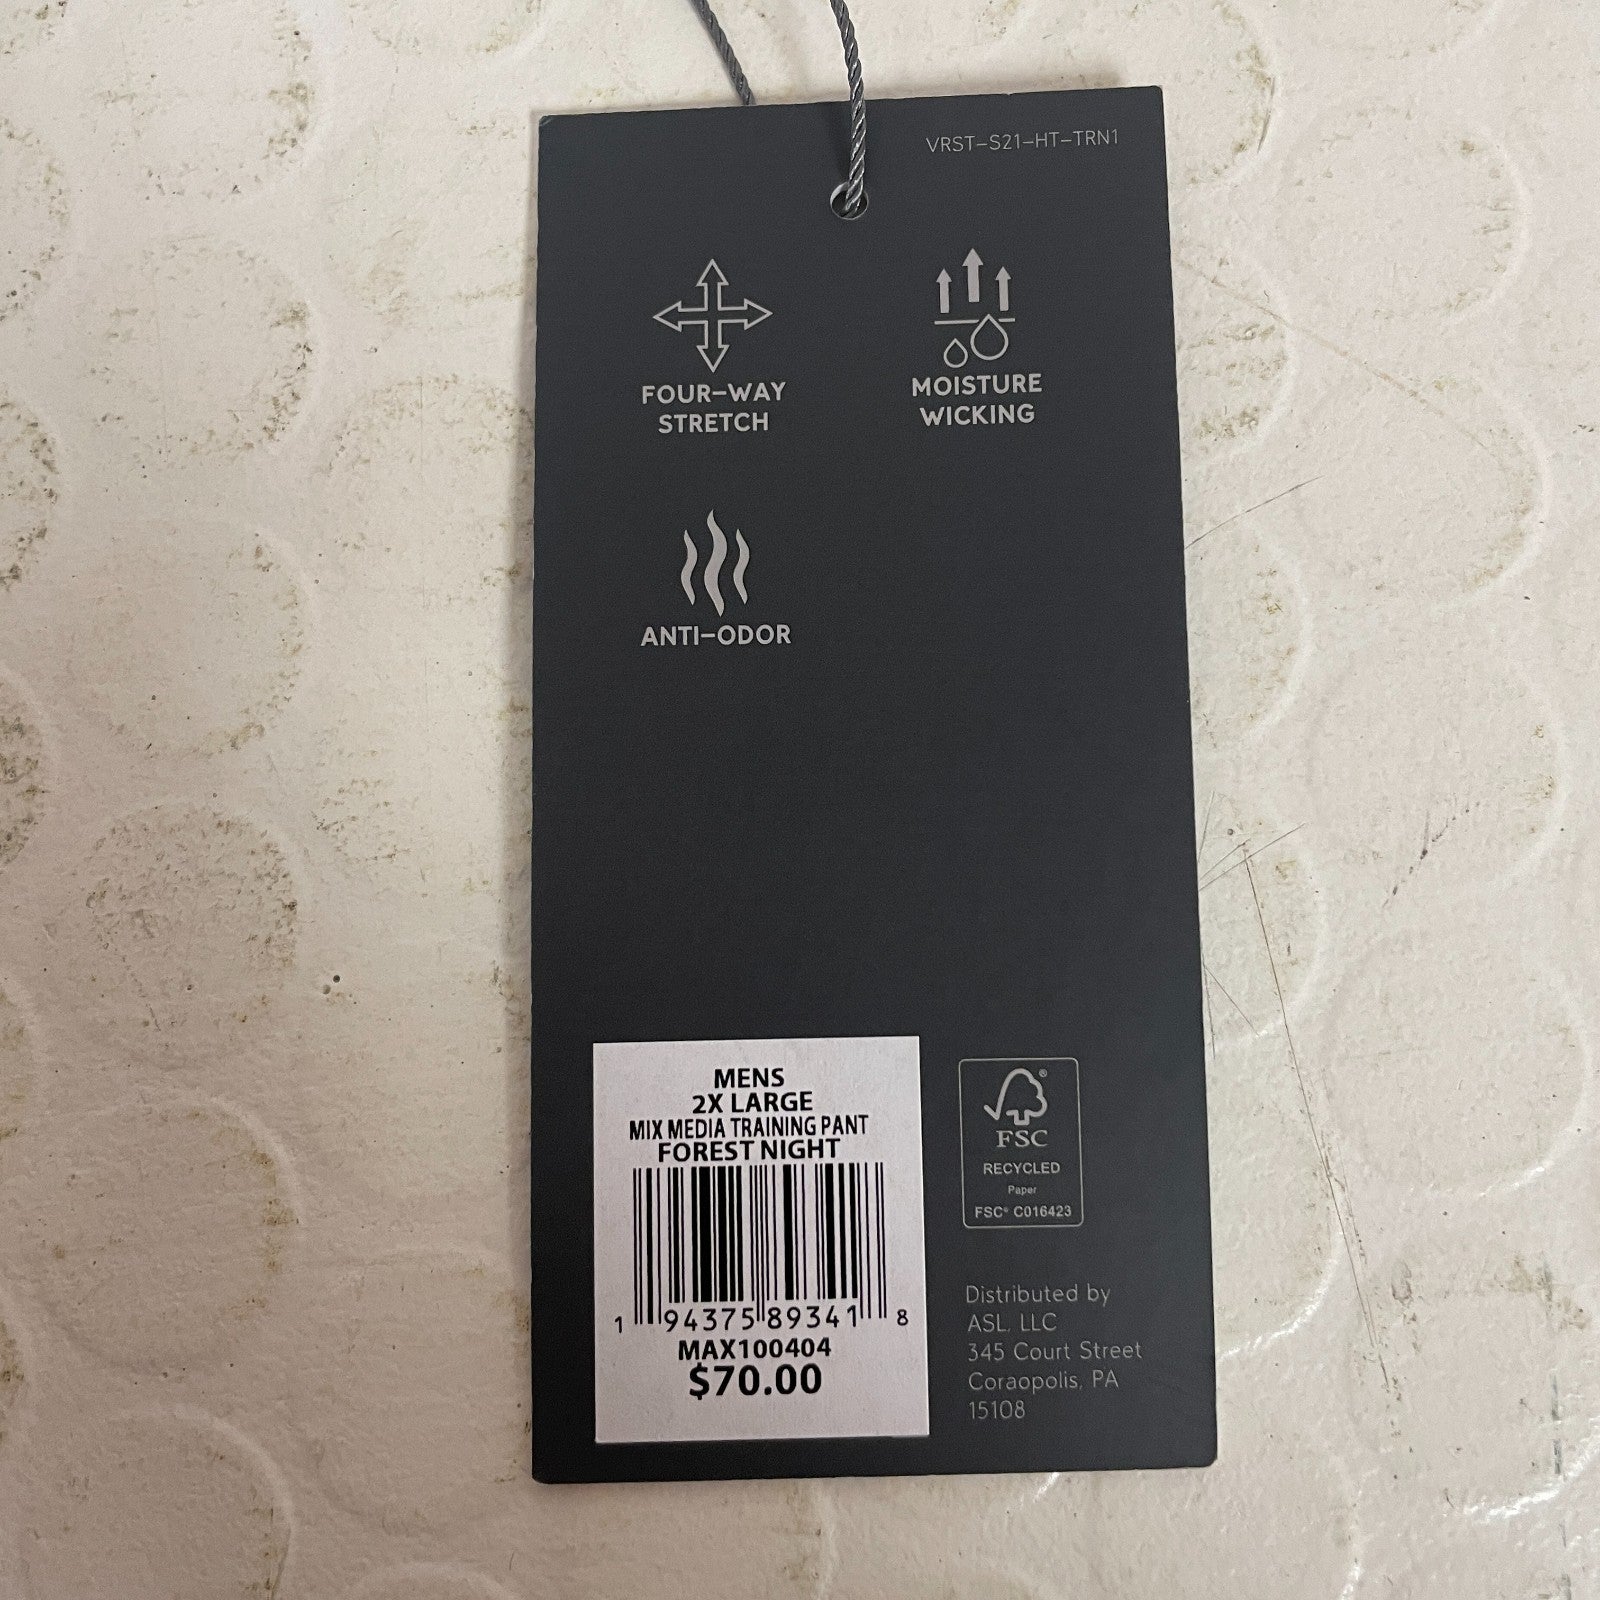 VRST-S21-HT-TRN1
FOUR-WAY
STRETCH
MOISTURE
WICKING
ANTI-ODOR
MENS
2X LARGE
MIX MEDIA TRAINING PANT
FOREST NIGHT
1 94375 89341 8
MAX100404
$70.00
FSC
RECYCLED
Paper
FSC® C016423
Distributed by
ASL, LLC
345 Court Street
Coraopolis, PA
15108